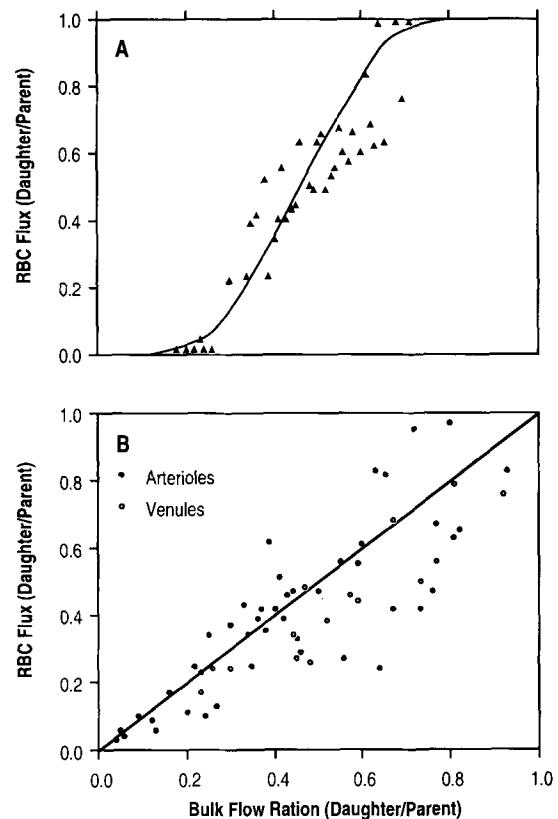 A
RBC Flux (Daughter/Parent)
1.0
0.8
0.6
0.4
0.2
0.0
B
Arterioles
Venules
RBC Flux (Daughter/Parent)
1.0
0.8
0.6
0.4
0.2
0.0
0.0 0.2 0.4 0.6 0.8 1.0
Bulk Flow Ration (Daughter/Parent)